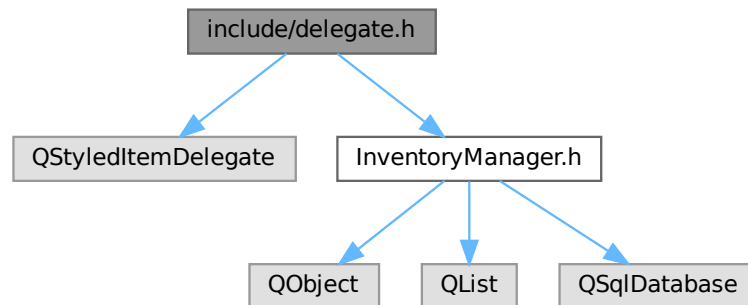 include/delegate.h
QStyledItemDelegate
InventoryManager.h
QObject
QList
QSqlDatabase